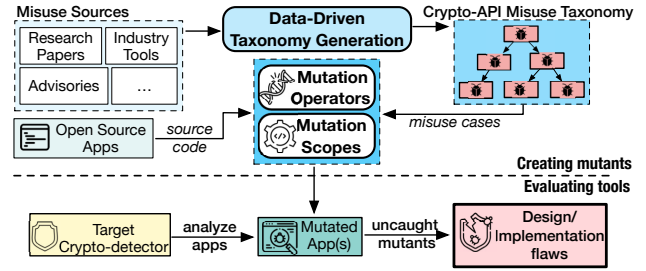 Misuse Sources
Research
Papers
Industry
Tools
Advisories
...
Data-Driven
Taxonomy Generation
Crypto-API Misuse Taxonomy
Mutation
Operators
Mutation
Scopes
Open Source
Apps
source
code
misuse cases
Creating mutants
Evaluating tools
Target
Crypto-detector
analyze
apps
Mutated
App(s)
uncaught
mutants
Design/
Implementation
flaws